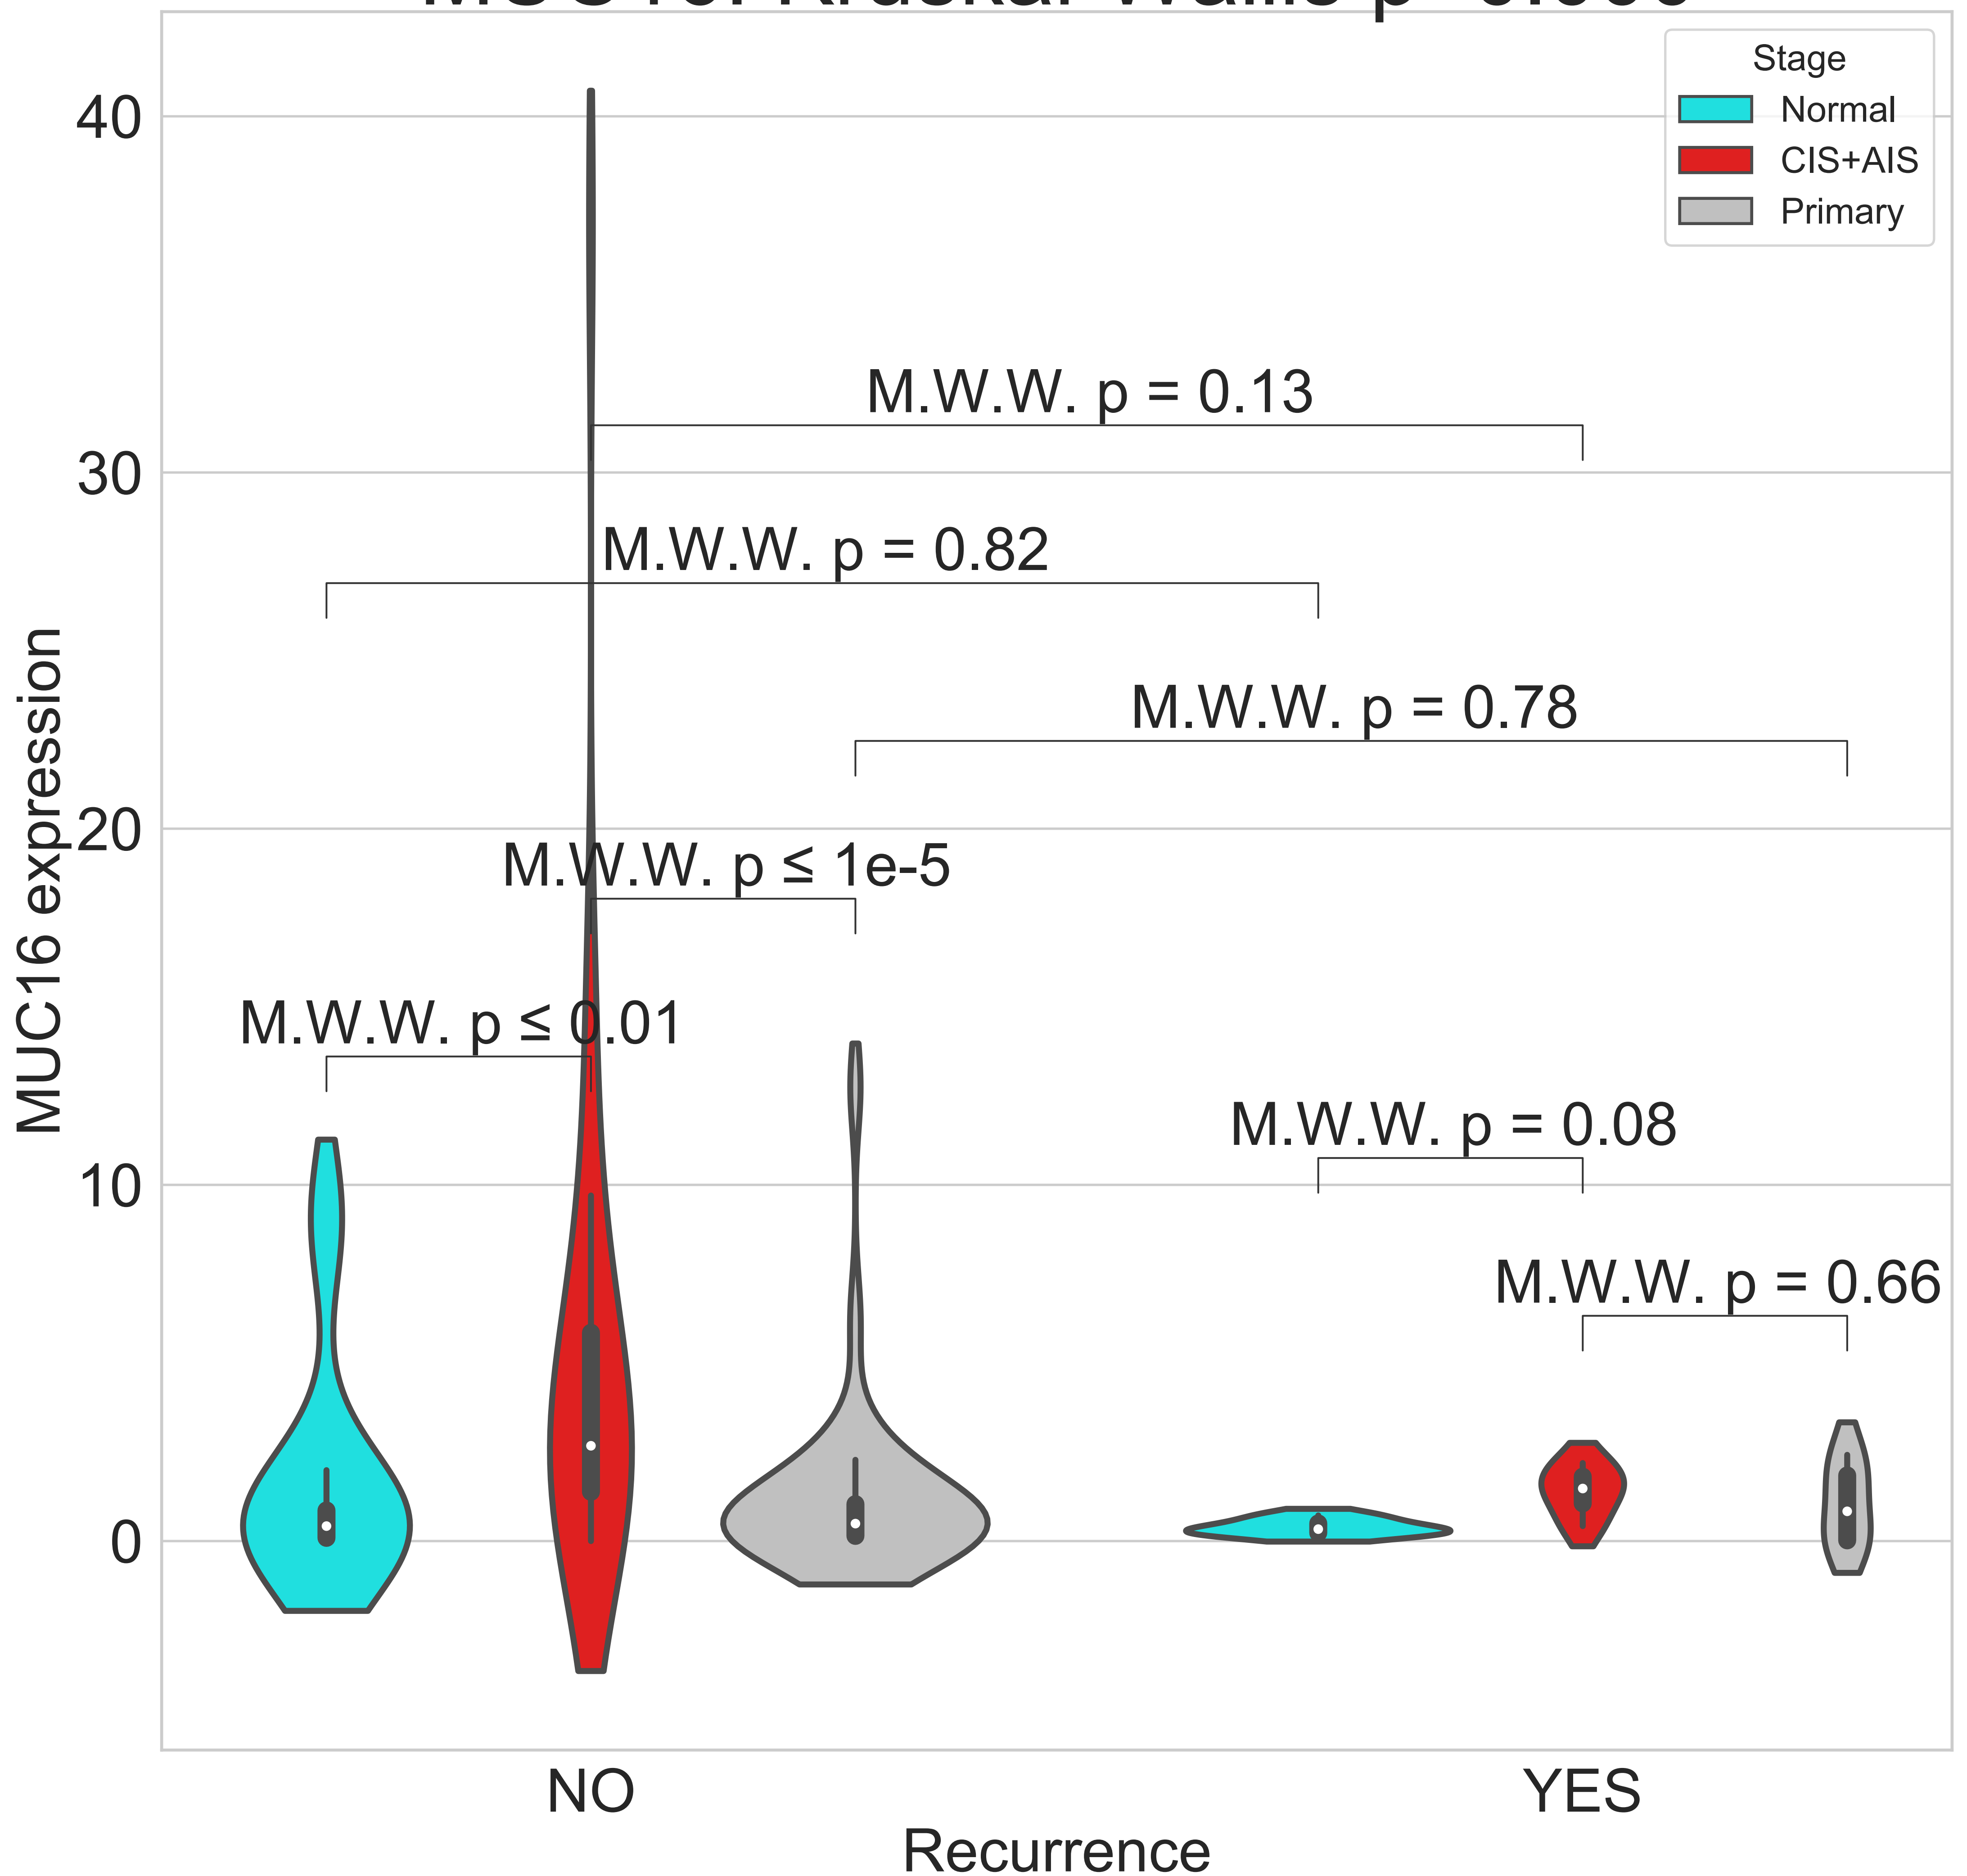 Stage
Normal
CIS+AIS
Primary
40
30
20
10
0
MUC16 expression
M.W.W. p = 0.13
M.W.W. p = 0.82
M.W.W. p = 0.78
M.W.W. p ≤ 1e-5
M.W.W. p ≤ 0.01
M.W.W. p = 0.08
M.W.W. p = 0.66
NO
YES
Recurrence